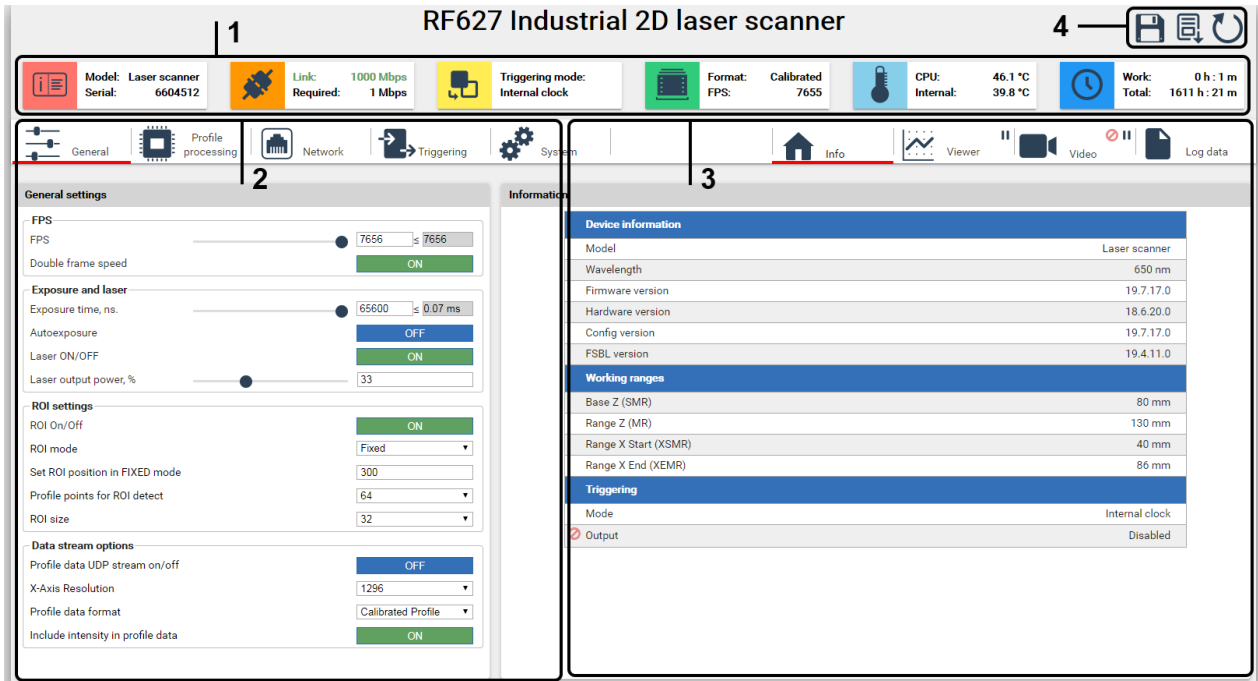 RF627 Industrial 2D laser scanner
1
4
Model: Laser scanner
Serial: 6604512
Link: 1000 Mbps
Required: 1 Mbps
Triggering mode:
Internal clock
Format: Calibrated
FPS: 7655
CPU: 46.1 °C
Internal: 39.8 °C
Work: 0 h : 1 m
Total: 1611 h : 21 m
General
Profile processing
Network
Triggering
System
Info
Viewer
Video
Log data
2
3
General settings
FPS
FPS 7656 ≤ 7656
Double frame speed ON
Exposure and laser
Exposure time, ns. 65600 ≤ 0.07 ms
Autoexposure OFF
Laser ON/OFF ON
Laser output power, % 33
ROI settings
ROI On/Off ON
ROI mode Fixed
Set ROI position in FIXED mode 300
Profile points for ROI detect 64
ROI size 32
Data stream options
Profile data UDP stream on/off OFF
X-Axis Resolution 1296
Profile data format Calibrated Profile
Include intensity in profile data ON
Information
Device information
Model Laser scanner
Wavelength 650 nm
Firmware version 19.7.17.0
Hardware version 18.6.20.0
Config version 19.7.17.0
FSBL version 19.4.11.0
Working ranges
Base Z (SMR) 80 mm
Range Z (MR) 130 mm
Range X Start (XSMR) 40 mm
Range X End (XEMR) 86 mm
Triggering
Mode Internal clock
Output Disabled